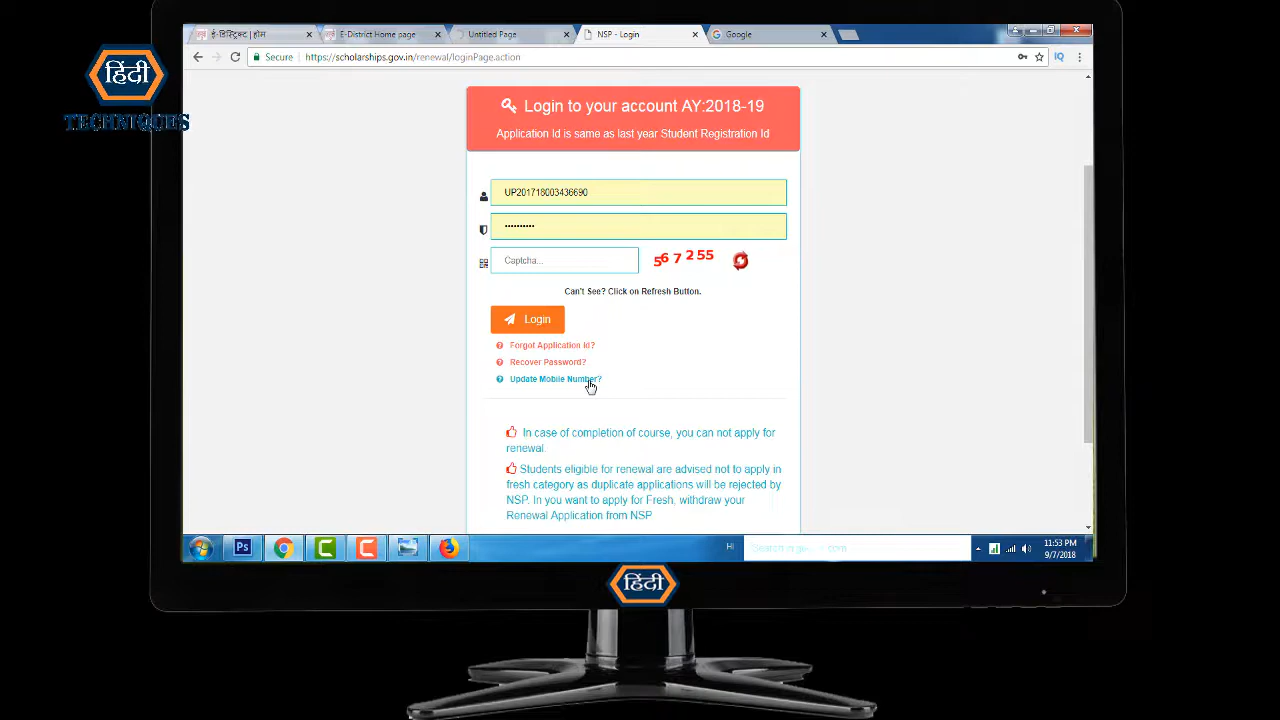 ई-डिस्ट्रिक्ट | होम
E-District Home page
Untitled Page
NSP - Login
Google
Secure
https://scholarships.gov.in/renewal/loginPage.action
IQ
हिंदी
TECHNIQUES
Login to your account AY:2018-19
Application Id is same as last year Student Registration Id
UP201718003436690
••••••••••
Captcha...
567255
Can't See? Click on Refresh Button.
Login
Forgot Application Id?
Recover Password?
Update Mobile Number?
In case of completion of course, you can not apply for
renewal.
Students eligible for renewal are advised not to apply in
fresh category as duplicate applications will be rejected by
NSP. In you want to apply for Fresh, withdraw your
Renewal Application from NSP
Ps
HI
11:53 PM
9/7/2018
हिंदी